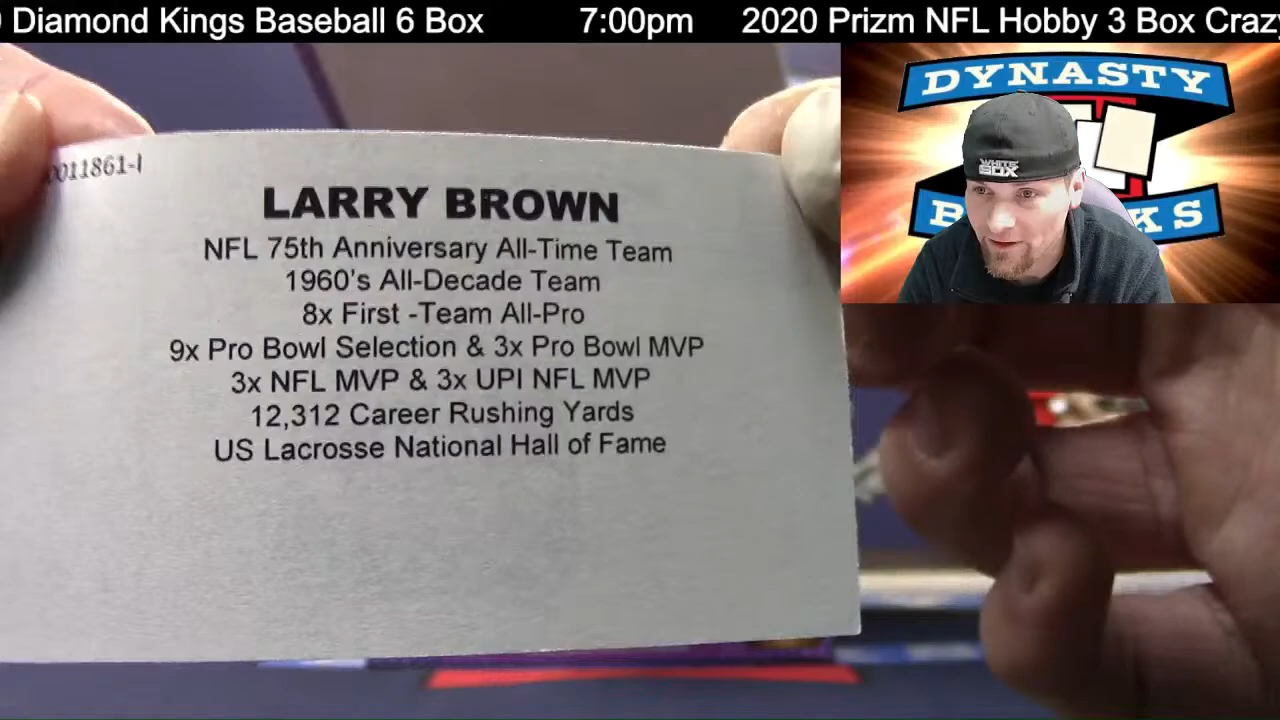 Diamond Kings Baseball 6 Box 7:00pm 2020 Prizm NFL Hobby 3 Box Crazy
DYNASTY
WHITE
SOX
011861-1
LARRY BROWN
NFL 75th Anniversary All-Time Team
1960's All-Decade Team
8x First -Team All-Pro
9x Pro Bowl Selection & 3x Pro Bowl MVP
3x NFL MVP & 3x UPI NFL MVP
12,312 Career Rushing Yards
US Lacrosse National Hall of Fame